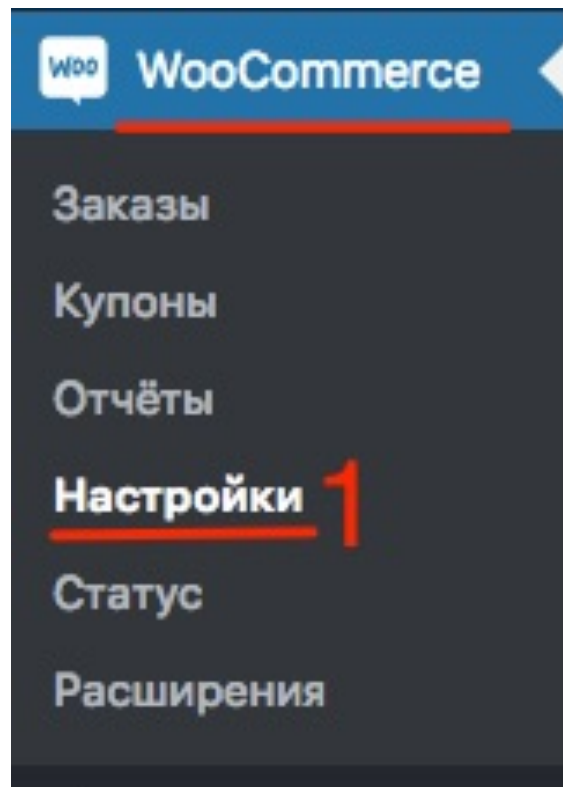 Woo WooCommerce
Заказы
Купоны
Отчёты
Настройки 1
Статус
Расширения